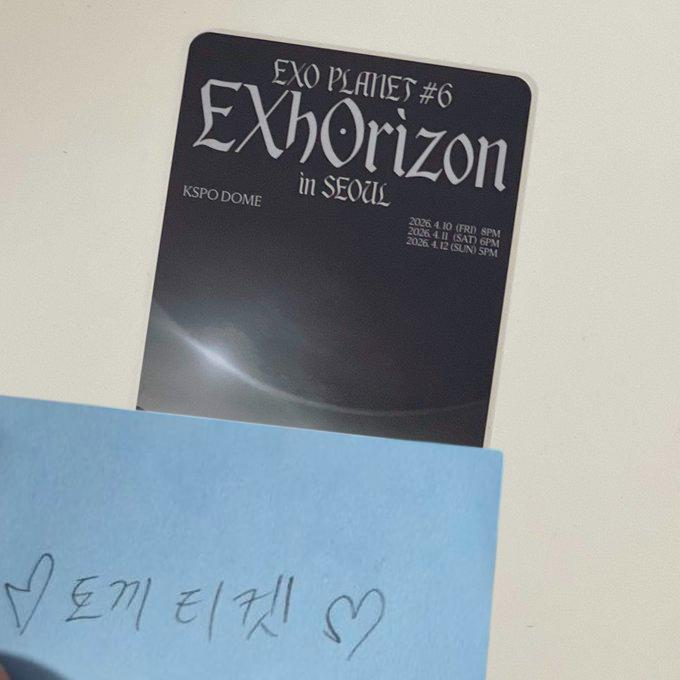 EXO PLANET #6
EXhOrizon
in SEOUL
KSPO DOME
2026. 4. 10 (FRI) 8PM
2026. 4. 11 (SAT) 6PM
2026. 4. 12 (SUN) 5PM
♡ 토끼 티켓! ♡